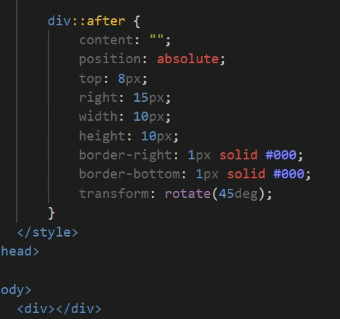 div::after {
content: "";
position: absolute;
top: 8px;
right: 15px;
width: 10px;
height: 10px;
border-right: 1px solid #000;
border-bottom: 1px solid #000;
transform: rotate(45deg);
}
</style>
head>
ody>
<div></div>